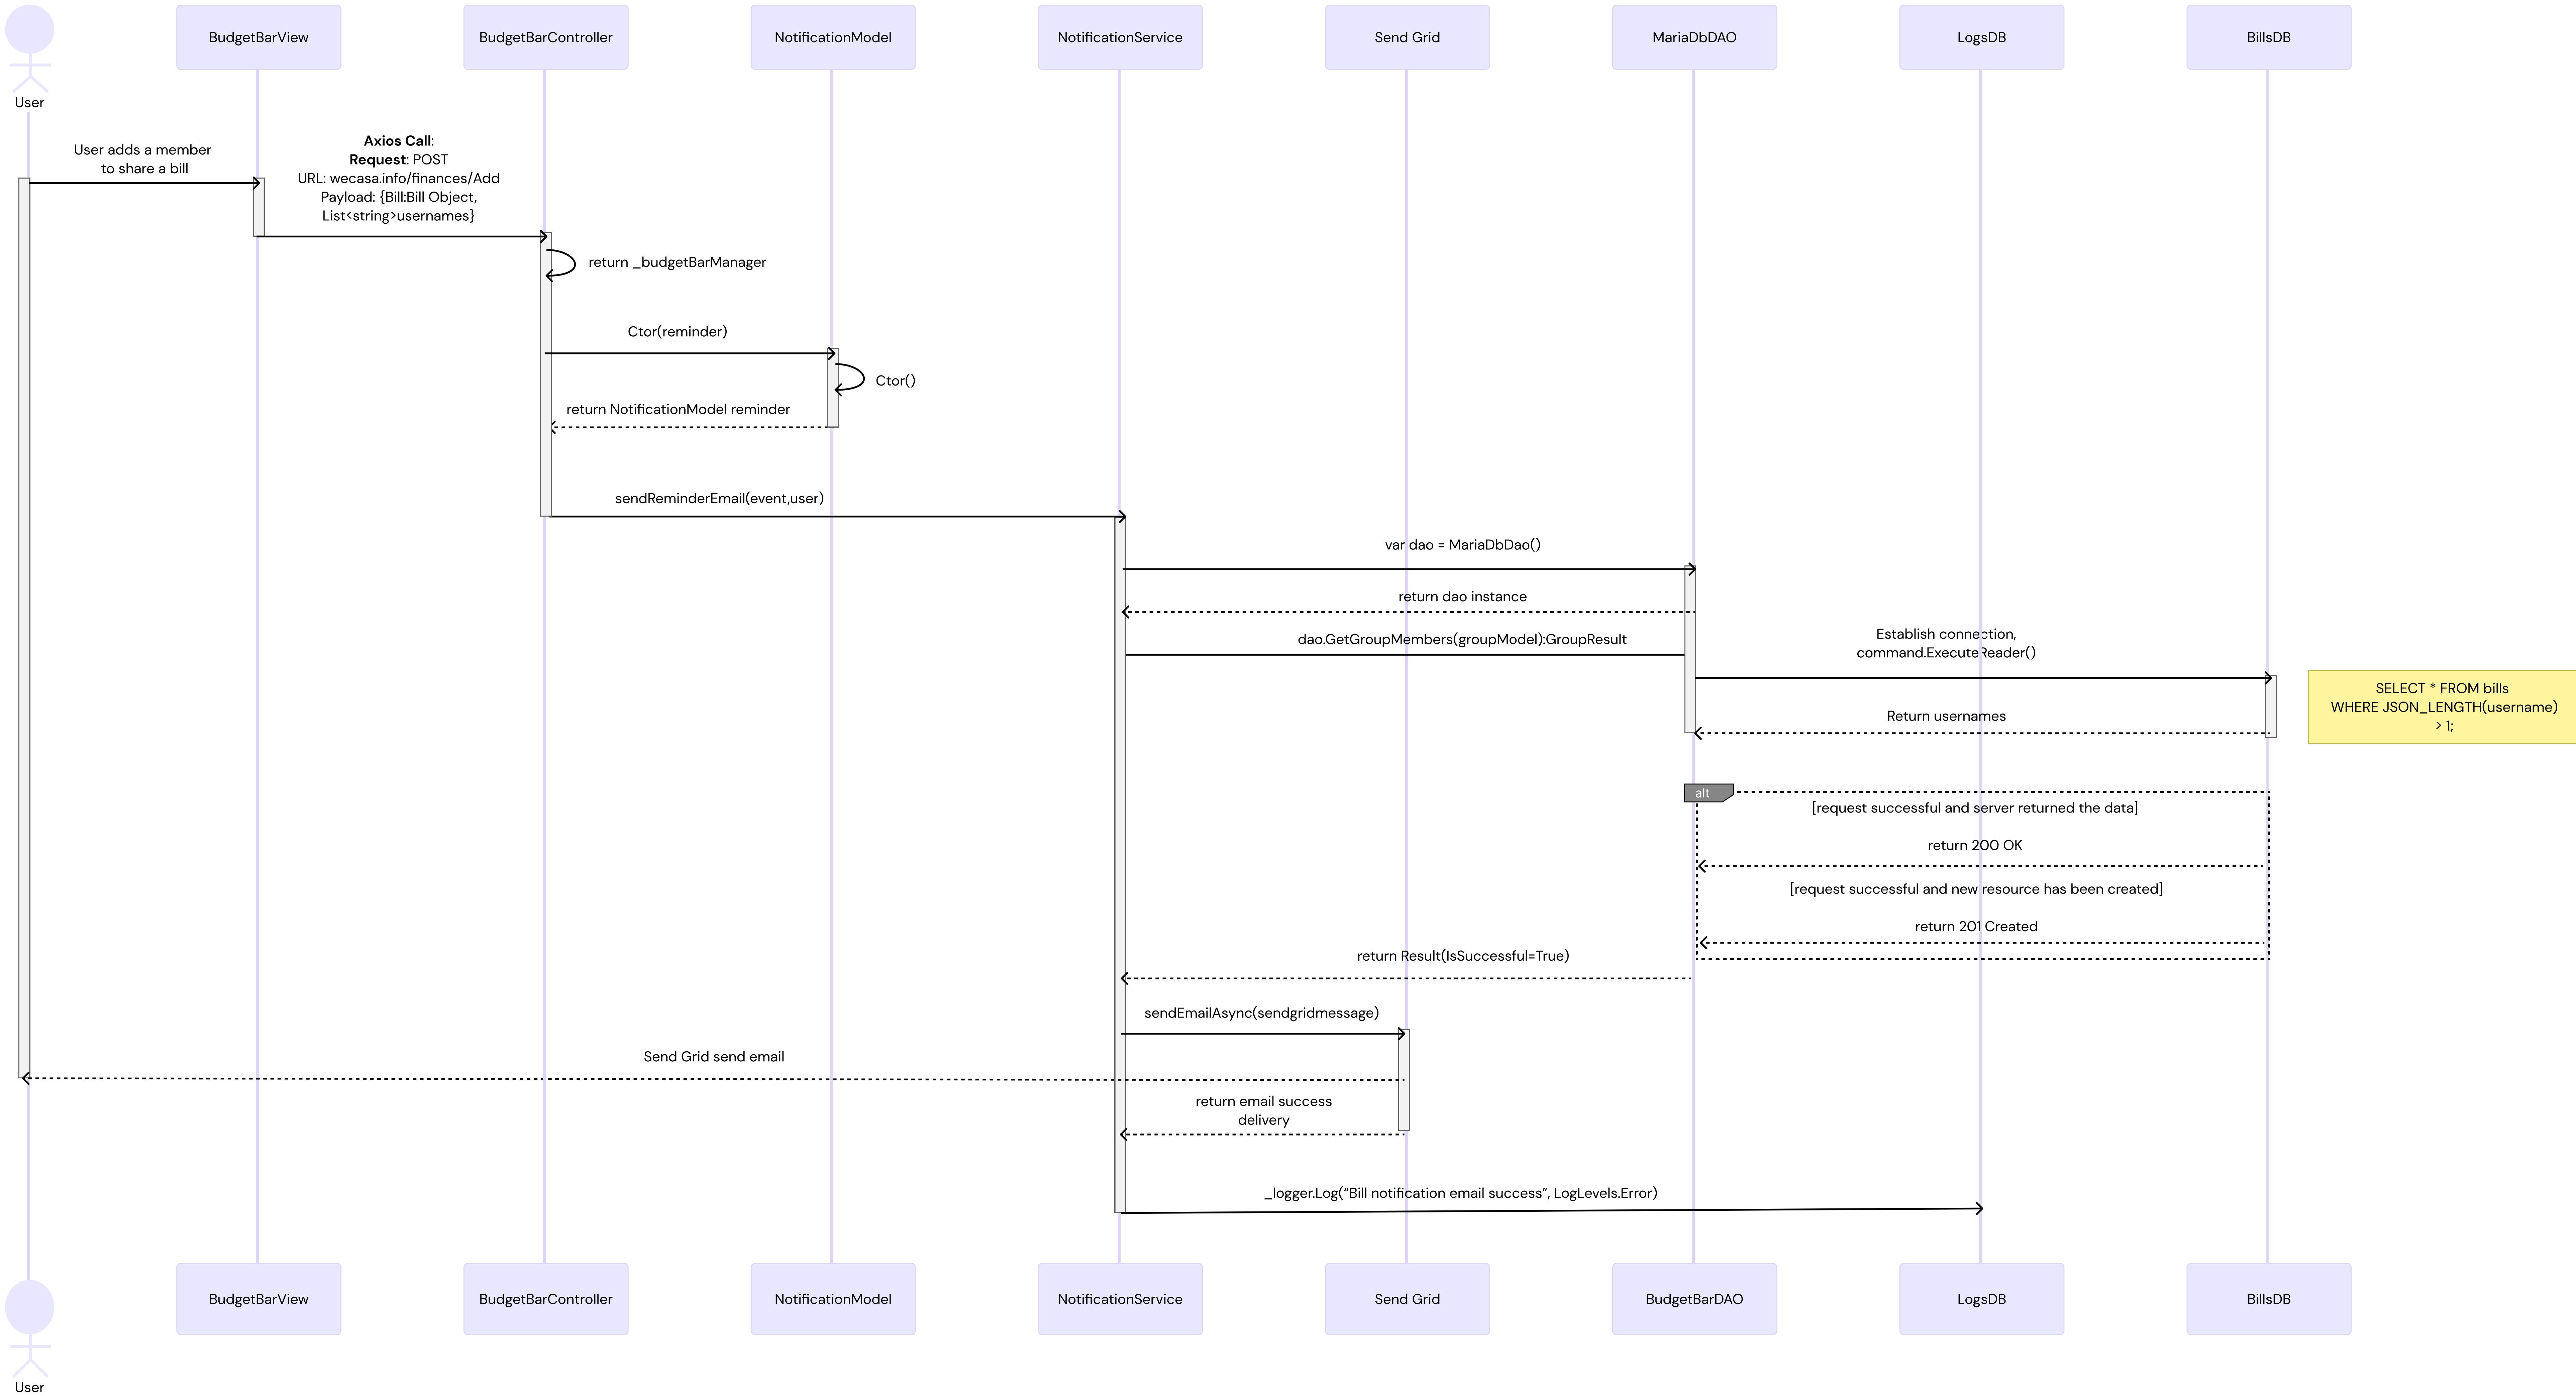 BudgetBarView
BudgetBarController
NotificationModel
NotificationService
Send Grid
MariaDbDAO
LogsDB
BillsDB
User
User adds a member
to share a bill
Axios Call:
Request: POST
URL: wecasa.info/finances/Add
Payload: {Bill:Bill Object,
List<string>usernames}
return _budgetBarManager
Ctor(reminder)
Ctor()
return NotificationModel reminder
sendReminderEmail(event,user)
var dao = MariaDbDao()
return dao instance
dao.GetGroupMembers(groupModel):GroupResult
Establish connection,
command.ExecuteReader()
SELECT * FROM bills
WHERE JSON_LENGTH(username)
> 1;
Return usernames
alt
[request successful and server returned the data]
return 200 OK
[request successful and new resource has been created]
return 201 Created
return Result(IsSuccessful=True)
sendEmailAsync(sendgridmessage)
Send Grid send email
return email success
delivery
_logger.Log(“Bill notification email success”, LogLevels.Error)
BudgetBarView
BudgetBarController
NotificationModel
NotificationService
Send Grid
BudgetBarDAO
LogsDB
BillsDB
User